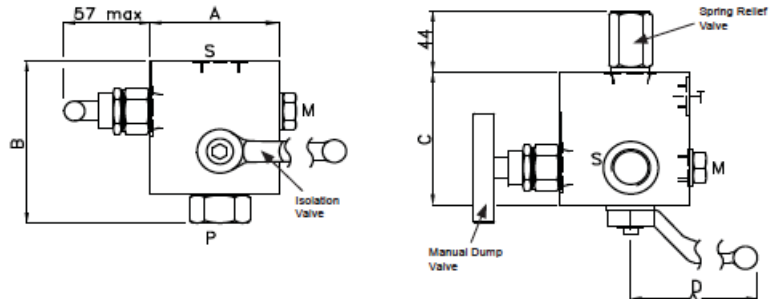 57 max
A
S
B
M
Isolation
Valve
P
Spring Relief
Valve
44
T
C
S
M
Manual Dump
Valve
D